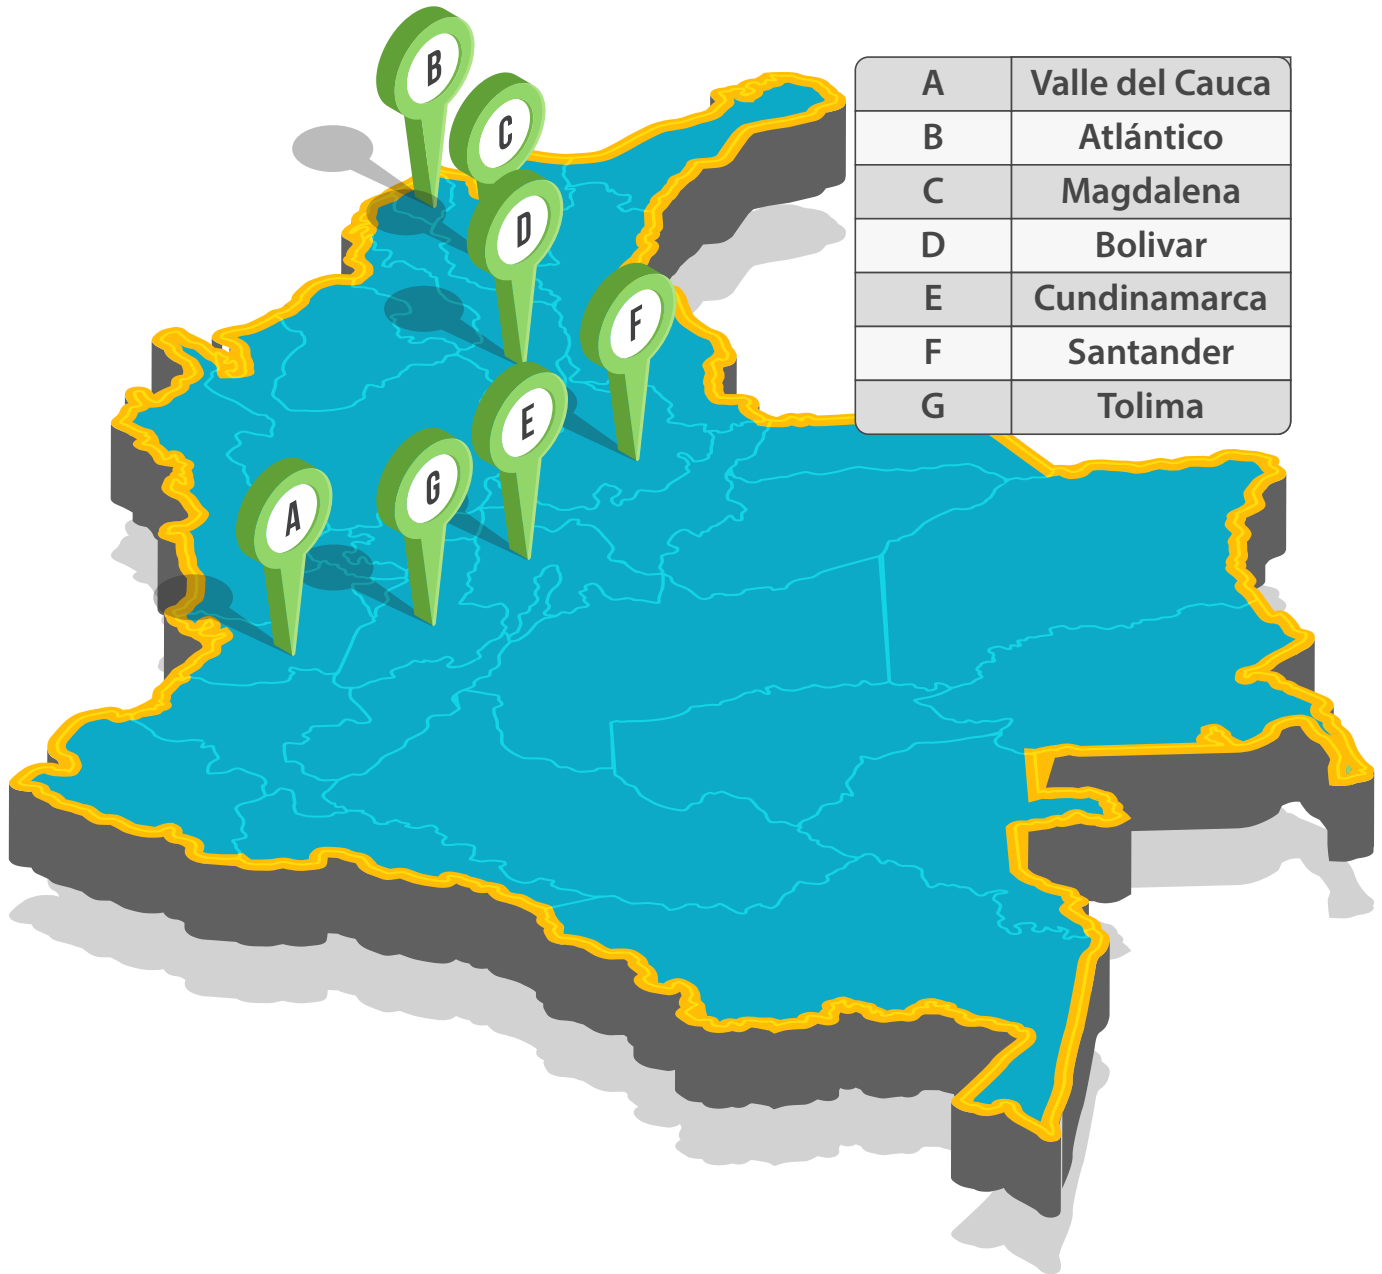 B
C
D
F
E
G
A
A Valle del Cauca
B Atlántico
C Magdalena
D Bolivar
E Cundinamarca
F Santander
G Tolima